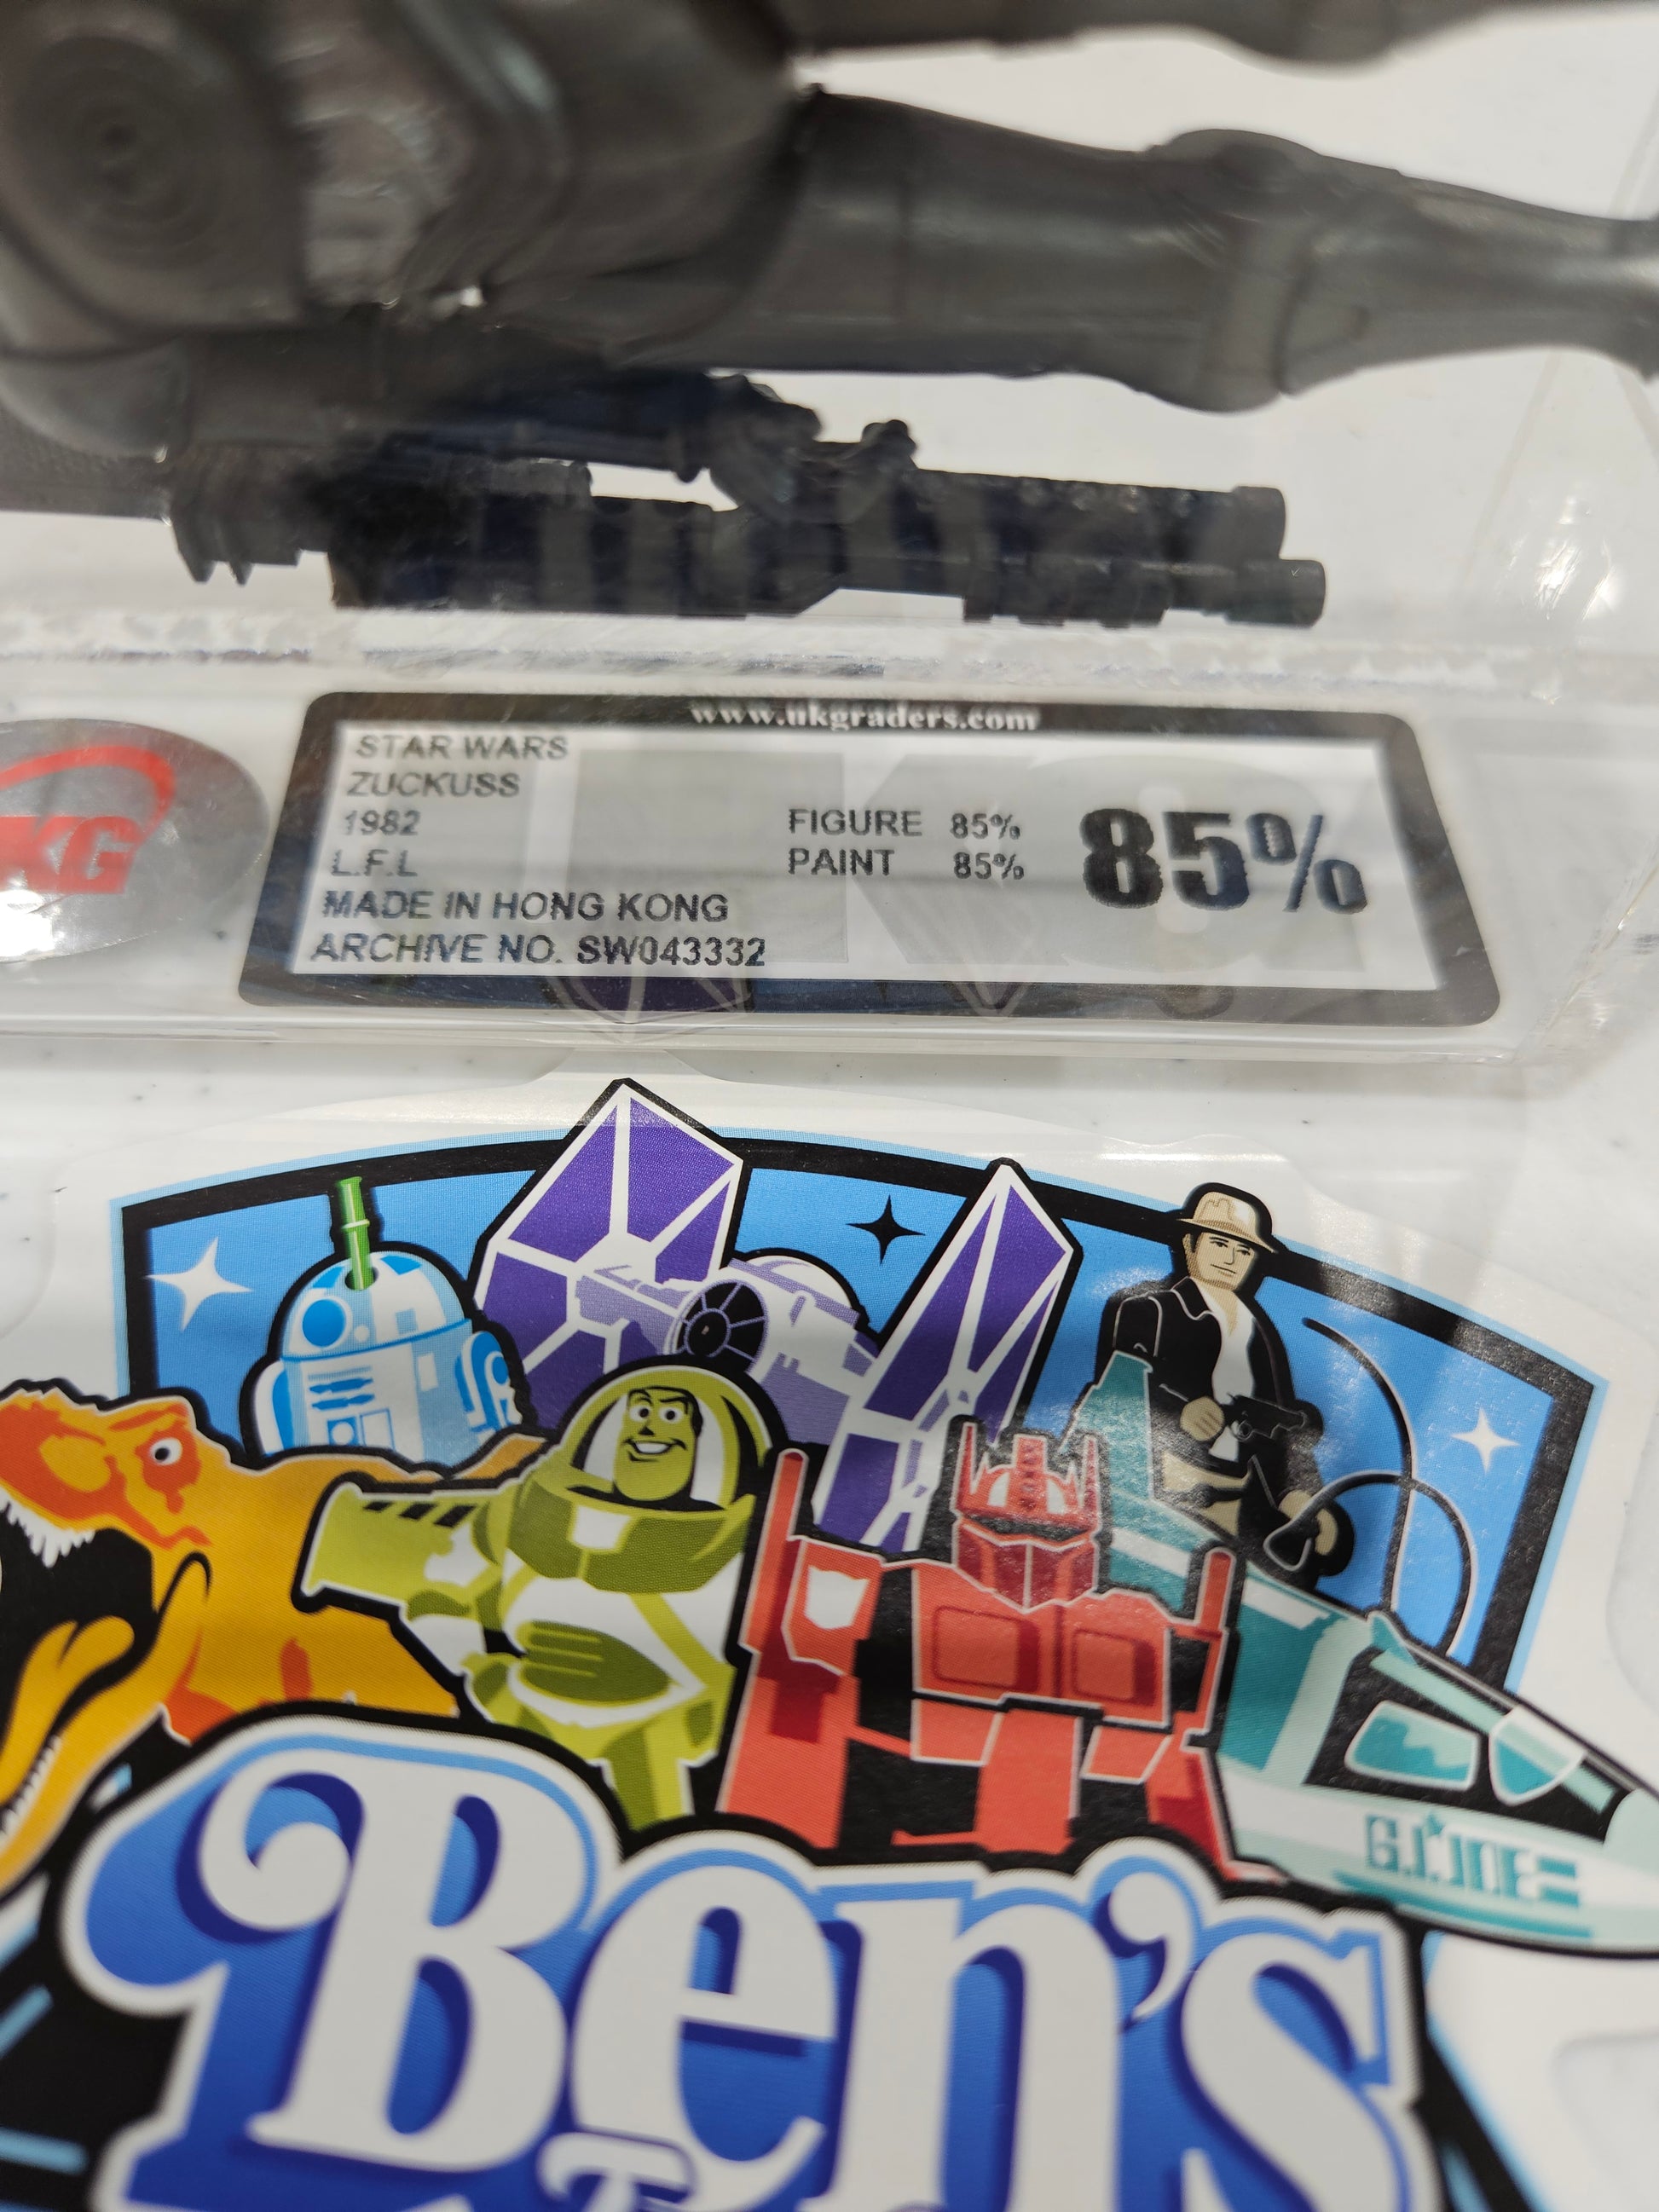 www.ukgraders.com
STAR WARS
ZUCKUSS
1982
L.F.L
MADE IN HONG KONG
ARCHIVE NO. SW043332
FIGURE 85%
PAINT 85%
85%
KG
G.I. JOE
Ben's